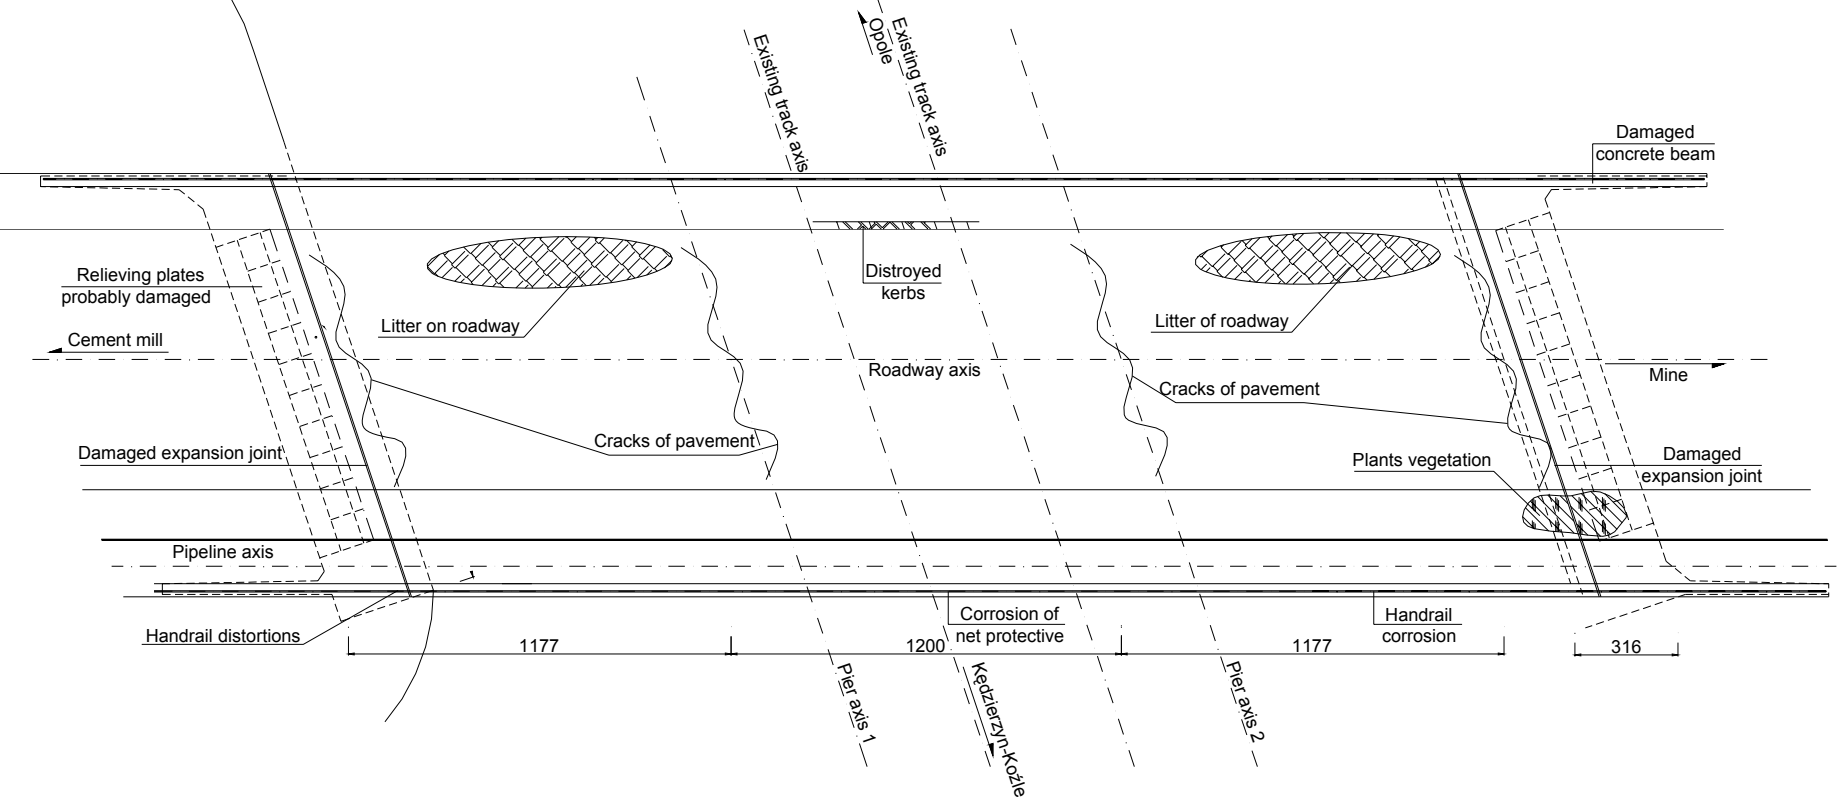 Existing track axis
Opole
Existing track axis
Damaged
concrete beam
Relieving plates
probably damaged
Distroyed
kerbs
Litter on roadway
Litter of roadway
Cement mill
Roadway axis
Mine
Cracks of pavement
Cracks of pavement
Damaged expansion joint
Plants vegetation
Damaged
expansion joint
Pipeline axis
Handrail distortions
Corrosion of
net protective
Handrail
corrosion
1177
1200
1177
316
Pier axis 1
Kędzierzyn-Koźle
Pier axis 2